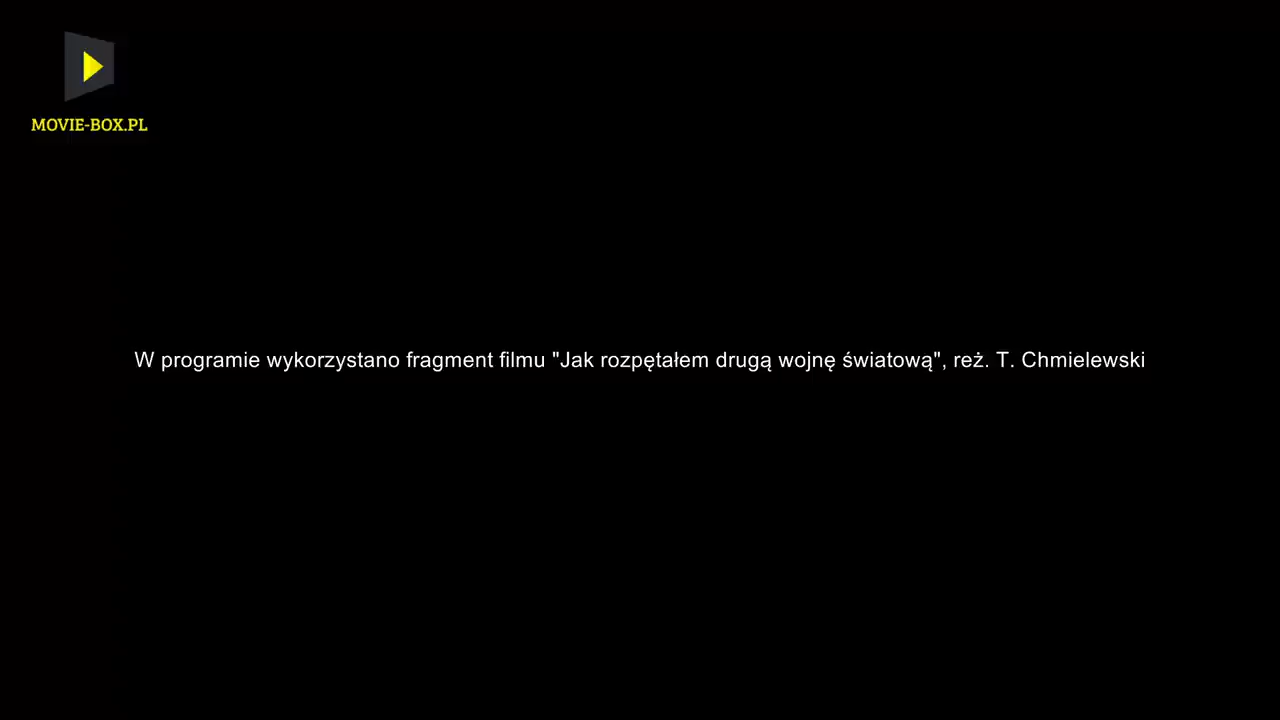 MOVIE-BOX.PL
W programie wykorzystano fragment filmu "Jak rozpętałem drugą wojnę światową", reż. T. Chmielewski